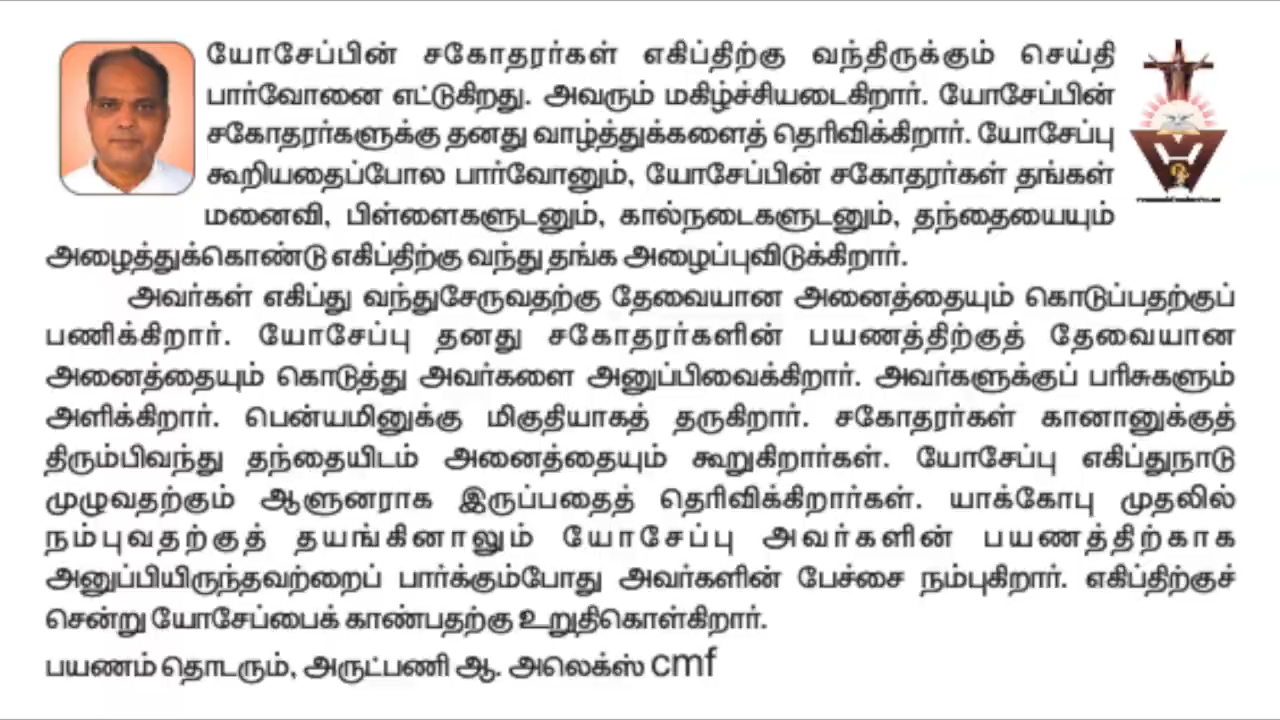 யோசேப்பின் சகோதரர்கள் எகிப்திற்கு வந்திருக்கும் செய்தி
பார்வோனை எட்டுகிறது. அவரும் மகிழ்ச்சியடைகிறார். யோசேப்பின்
சகோதரர்களுக்கு தனது வாழ்த்துக்களைத் தெரிவிக்கிறார். யோசேப்பு
கூறியதைப்போல பார்வோனும், யோசேப்பின் சகோதரர்கள் தங்கள்
மனைவி, பிள்ளைகளுடனும், கால்நடைகளுடனும், தந்தையையும்
அழைத்துக்கொண்டு எகிப்திற்கு வந்து தங்க அழைப்புவிடுக்கிறார்.
அவர்கள் எகிப்து வந்துசேருவதற்கு தேவையான அனைத்தையும் கொடுப்பதற்குப்
பணிக்கிறார். யோசேப்பு தனது சகோதரர்களின் பயணத்திற்குத் தேவையான
அனைத்தையும் கொடுத்து அவர்களை அனுப்பிவைக்கிறார். அவர்களுக்குப் பரிசுகளும்
அளிக்கிறார். பென்யமினுக்கு மிகுதியாகத் தருகிறார். சகோதரர்கள் கானானுக்குத்
திரும்பிவந்து தந்தையிடம் அனைத்தையும் கூறுகிறார்கள். யோசேப்பு எகிப்துநாடு
முழுவதற்கும் ஆளுனராக இருப்பதைத் தெரிவிக்கிறார்கள். யாக்கோபு முதலில்
நம்புவதற்குத் தயங்கினாலும் யோசேப்பு அவர்களின் பயணத்திற்காக
அனுப்பியிருந்தவற்றைப் பார்க்கும்போது அவர்களின் பேச்சை நம்புகிறார். எகிப்திற்குச்
சென்று யோசேப்பைக் காண்பதற்கு உறுதிகொள்கிறார்.
பயணம் தொடரும், அருட்பணி ஆ. அலெக்ஸ் cmf